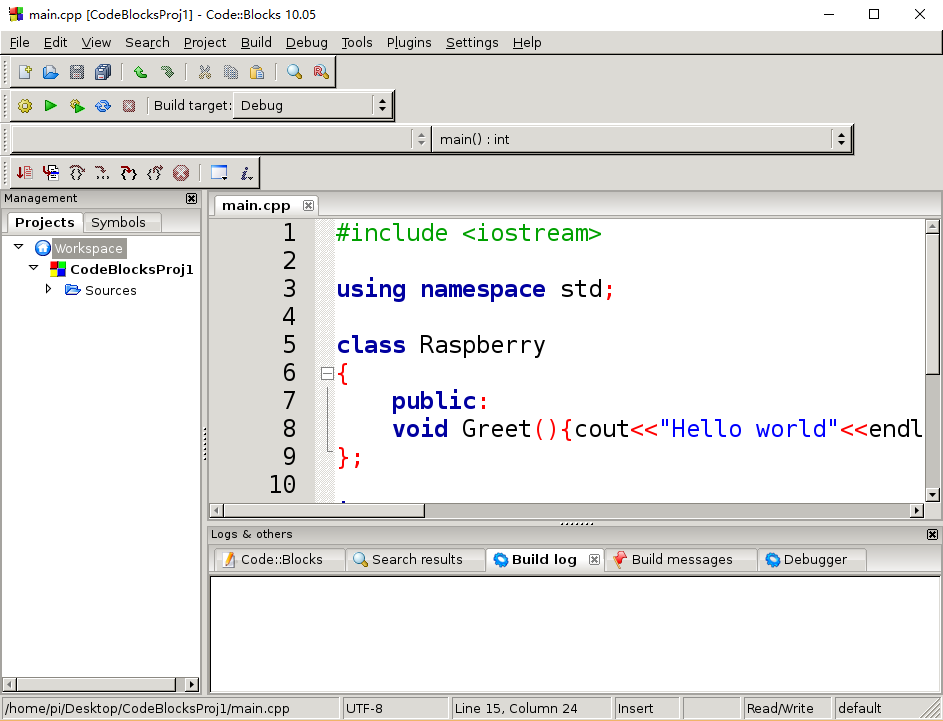 main.cpp [CodeBlocksProj1] - Code::Blocks 10.05
File Edit View Search Project Build Debug Tools Plugins Settings Help
Build target: Debug
main() : int
Management
Projects Symbols
Workspace
CodeBlocksProj1
Sources
main.cpp
1 #include <iostream>
2
3 using namespace std;
4
5 class Raspberry
6 {
7 public:
8 void Greet(){cout<<"Hello world"<<endl
9 };
10
Logs & others
Code::Blocks Search results Build log Build messages Debugger
/home/pi/Desktop/CodeBlocksProj1/main.cpp UTF-8 Line 15, Column 24 Insert Read/Write default